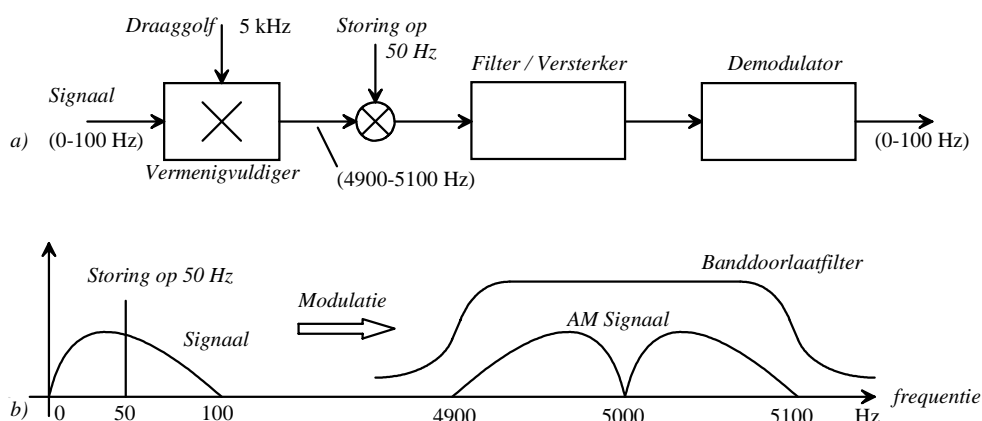 Draaggolf 5 kHz
Storing op
50 Hz
Filter / Versterker
Demodulator
Signaal
a) (0-100 Hz)
(0-100 Hz)
Vermenigvuldiger
(4900-5100 Hz)
Storing op 50 Hz
Modulatie
Banddoorlaatfilter
Signaal
AM Signaal
frequentie
b) 0 50 100 4900 5000 5100 Hz